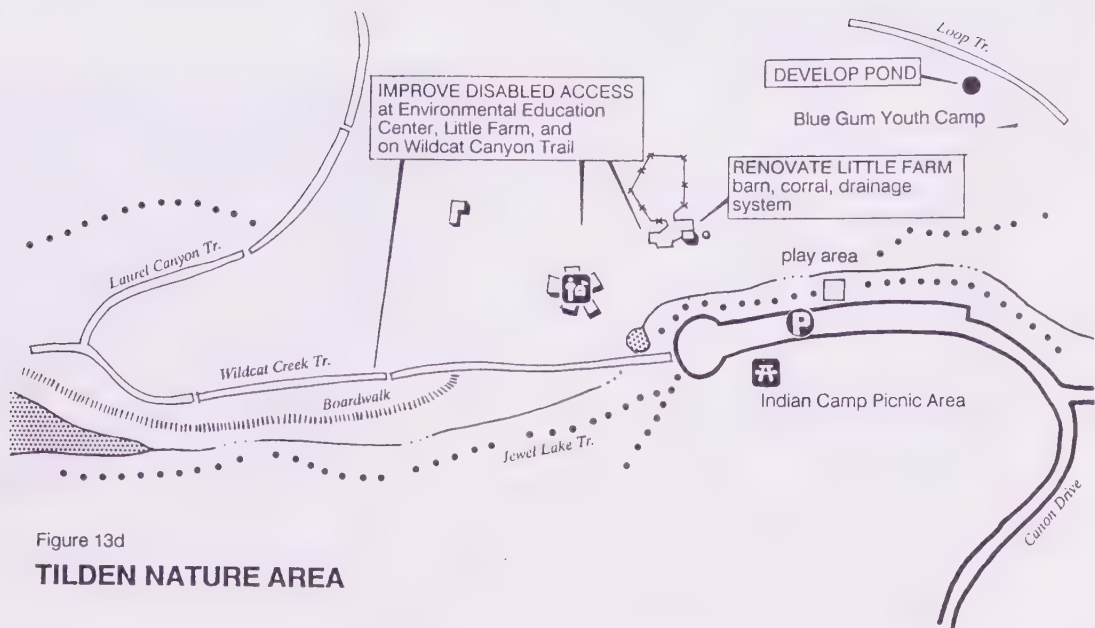 Loop Tr.
DEVELOP POND
Blue Gum Youth Camp
IMPROVE DISABLED ACCESS
at Environmental Education
Center, Little Farm, and
on Wildcat Canyon Trail
RENOVATE LITTLE FARM
barn, corral, drainage
system
play area
Laurel Canyon Tr.
P
Wildcat Creek Tr.
Boardwalk
Indian Camp Picnic Area
Jewel Lake Tr.
Canon Drive
Figure 13d
TILDEN NATURE AREA